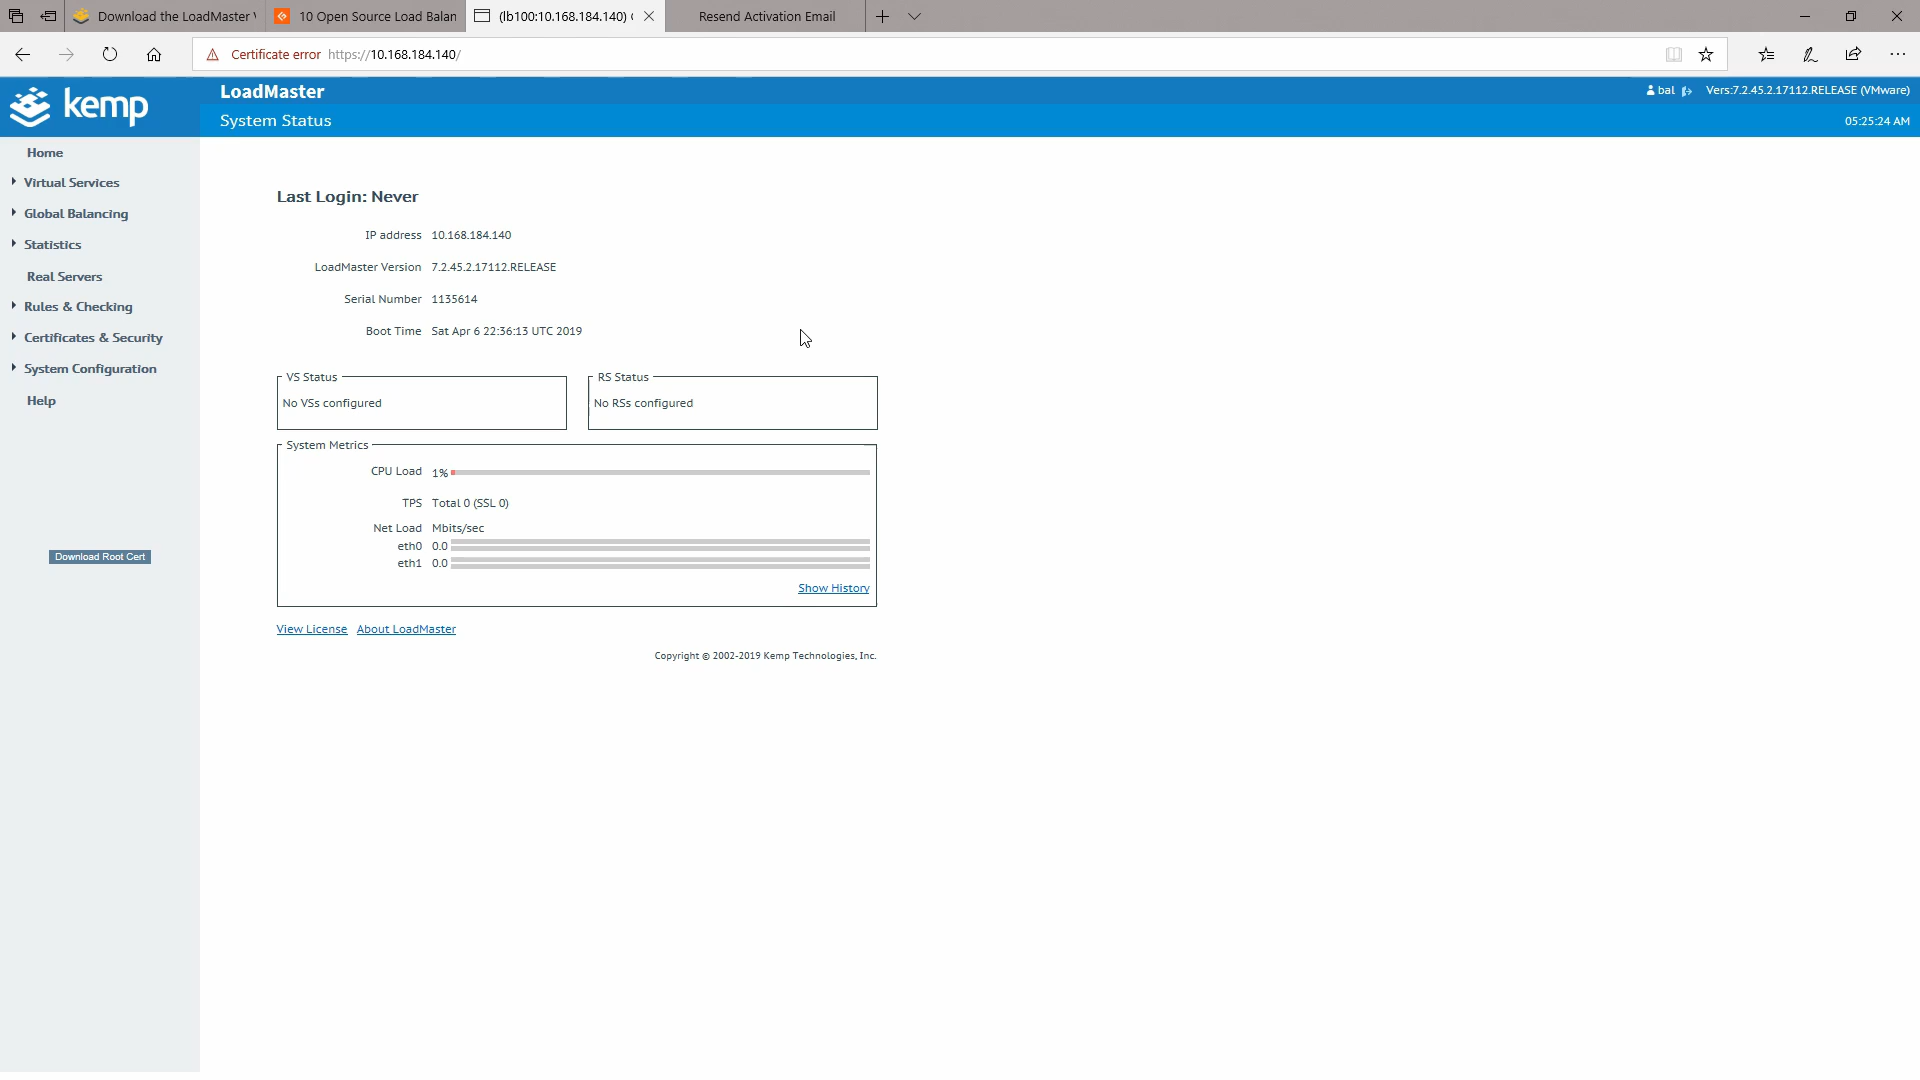 Download the LoadMaster
10 Open Source Load Balan
(lb100:10.168.184.140)
Resend Activation Email
Certificate error https://10.168.184.140/
kemp
LoadMaster
bal
Vers:7.2.45.2.17112.RELEASE (VMware)
System Status
05:25:24 AM
Home
Virtual Services
Global Balancing
Statistics
Real Servers
Rules & Checking
Certificates & Security
System Configuration
Help
Download Root Cert
Last Login: Never
IP address 10.168.184.140
LoadMaster Version 7.2.45.2.17112.RELEASE
Serial Number 1135614
Boot Time Sat Apr 6 22:36:13 UTC 2019
VS Status
No VSs configured
RS Status
No RSs configured
System Metrics
CPU Load 1%
TPS Total 0 (SSL 0)
Net Load Mbits/sec
eth0 0.0
eth1 0.0
Show History
View License About LoadMaster
Copyright © 2002-2019 Kemp Technologies, Inc.